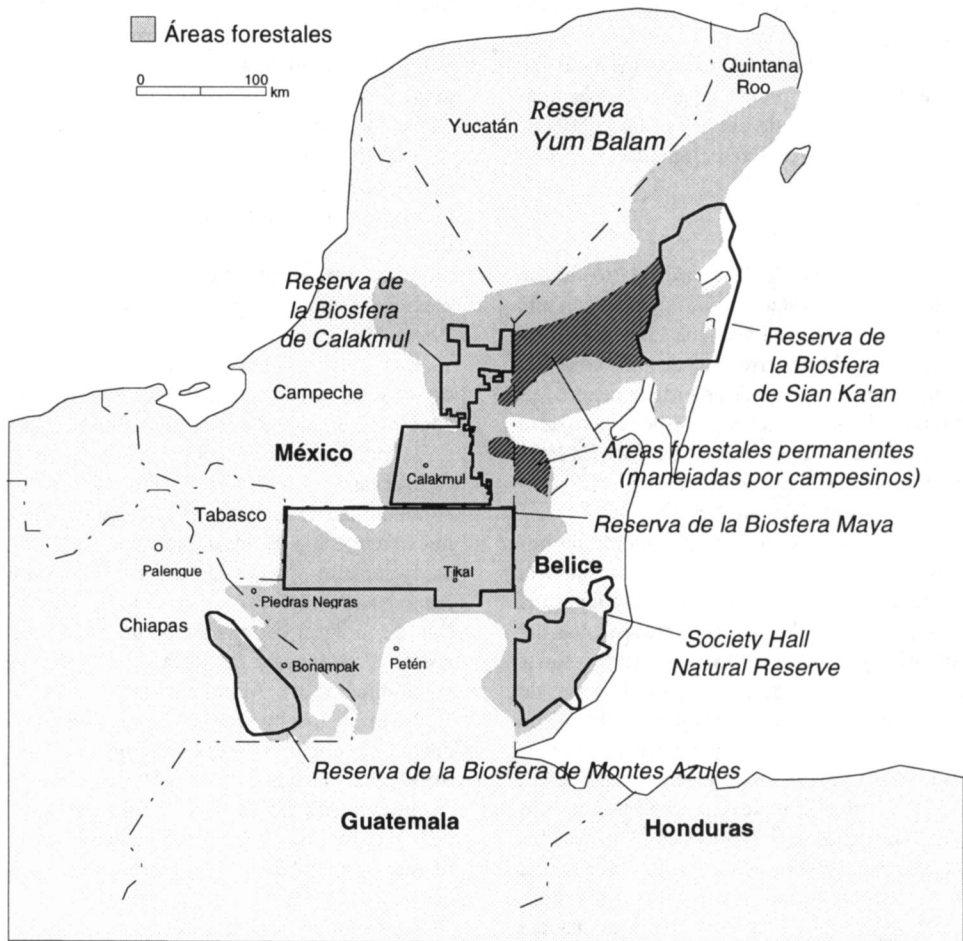 Áreas forestales
0 100
km
Quintana
Roo
Yucatán
Reserva
Yum Balam
Reserva de
la Biosfera
de Calakmul
Reserva de
la Biosfera
de Sian Ka'an
Campeche
México
Calakmul
Áreas forestales permanentes
(manejadas por campesinos)
Tabasco
Reserva de la Biosfera Maya
Palenque
Tikal
Belice
Piedras Negras
Chiapas
Society Hall
Natural Reserve
Bonampak
Petén
Reserva de la Biosfera de Montes Azules
Guatemala
Honduras